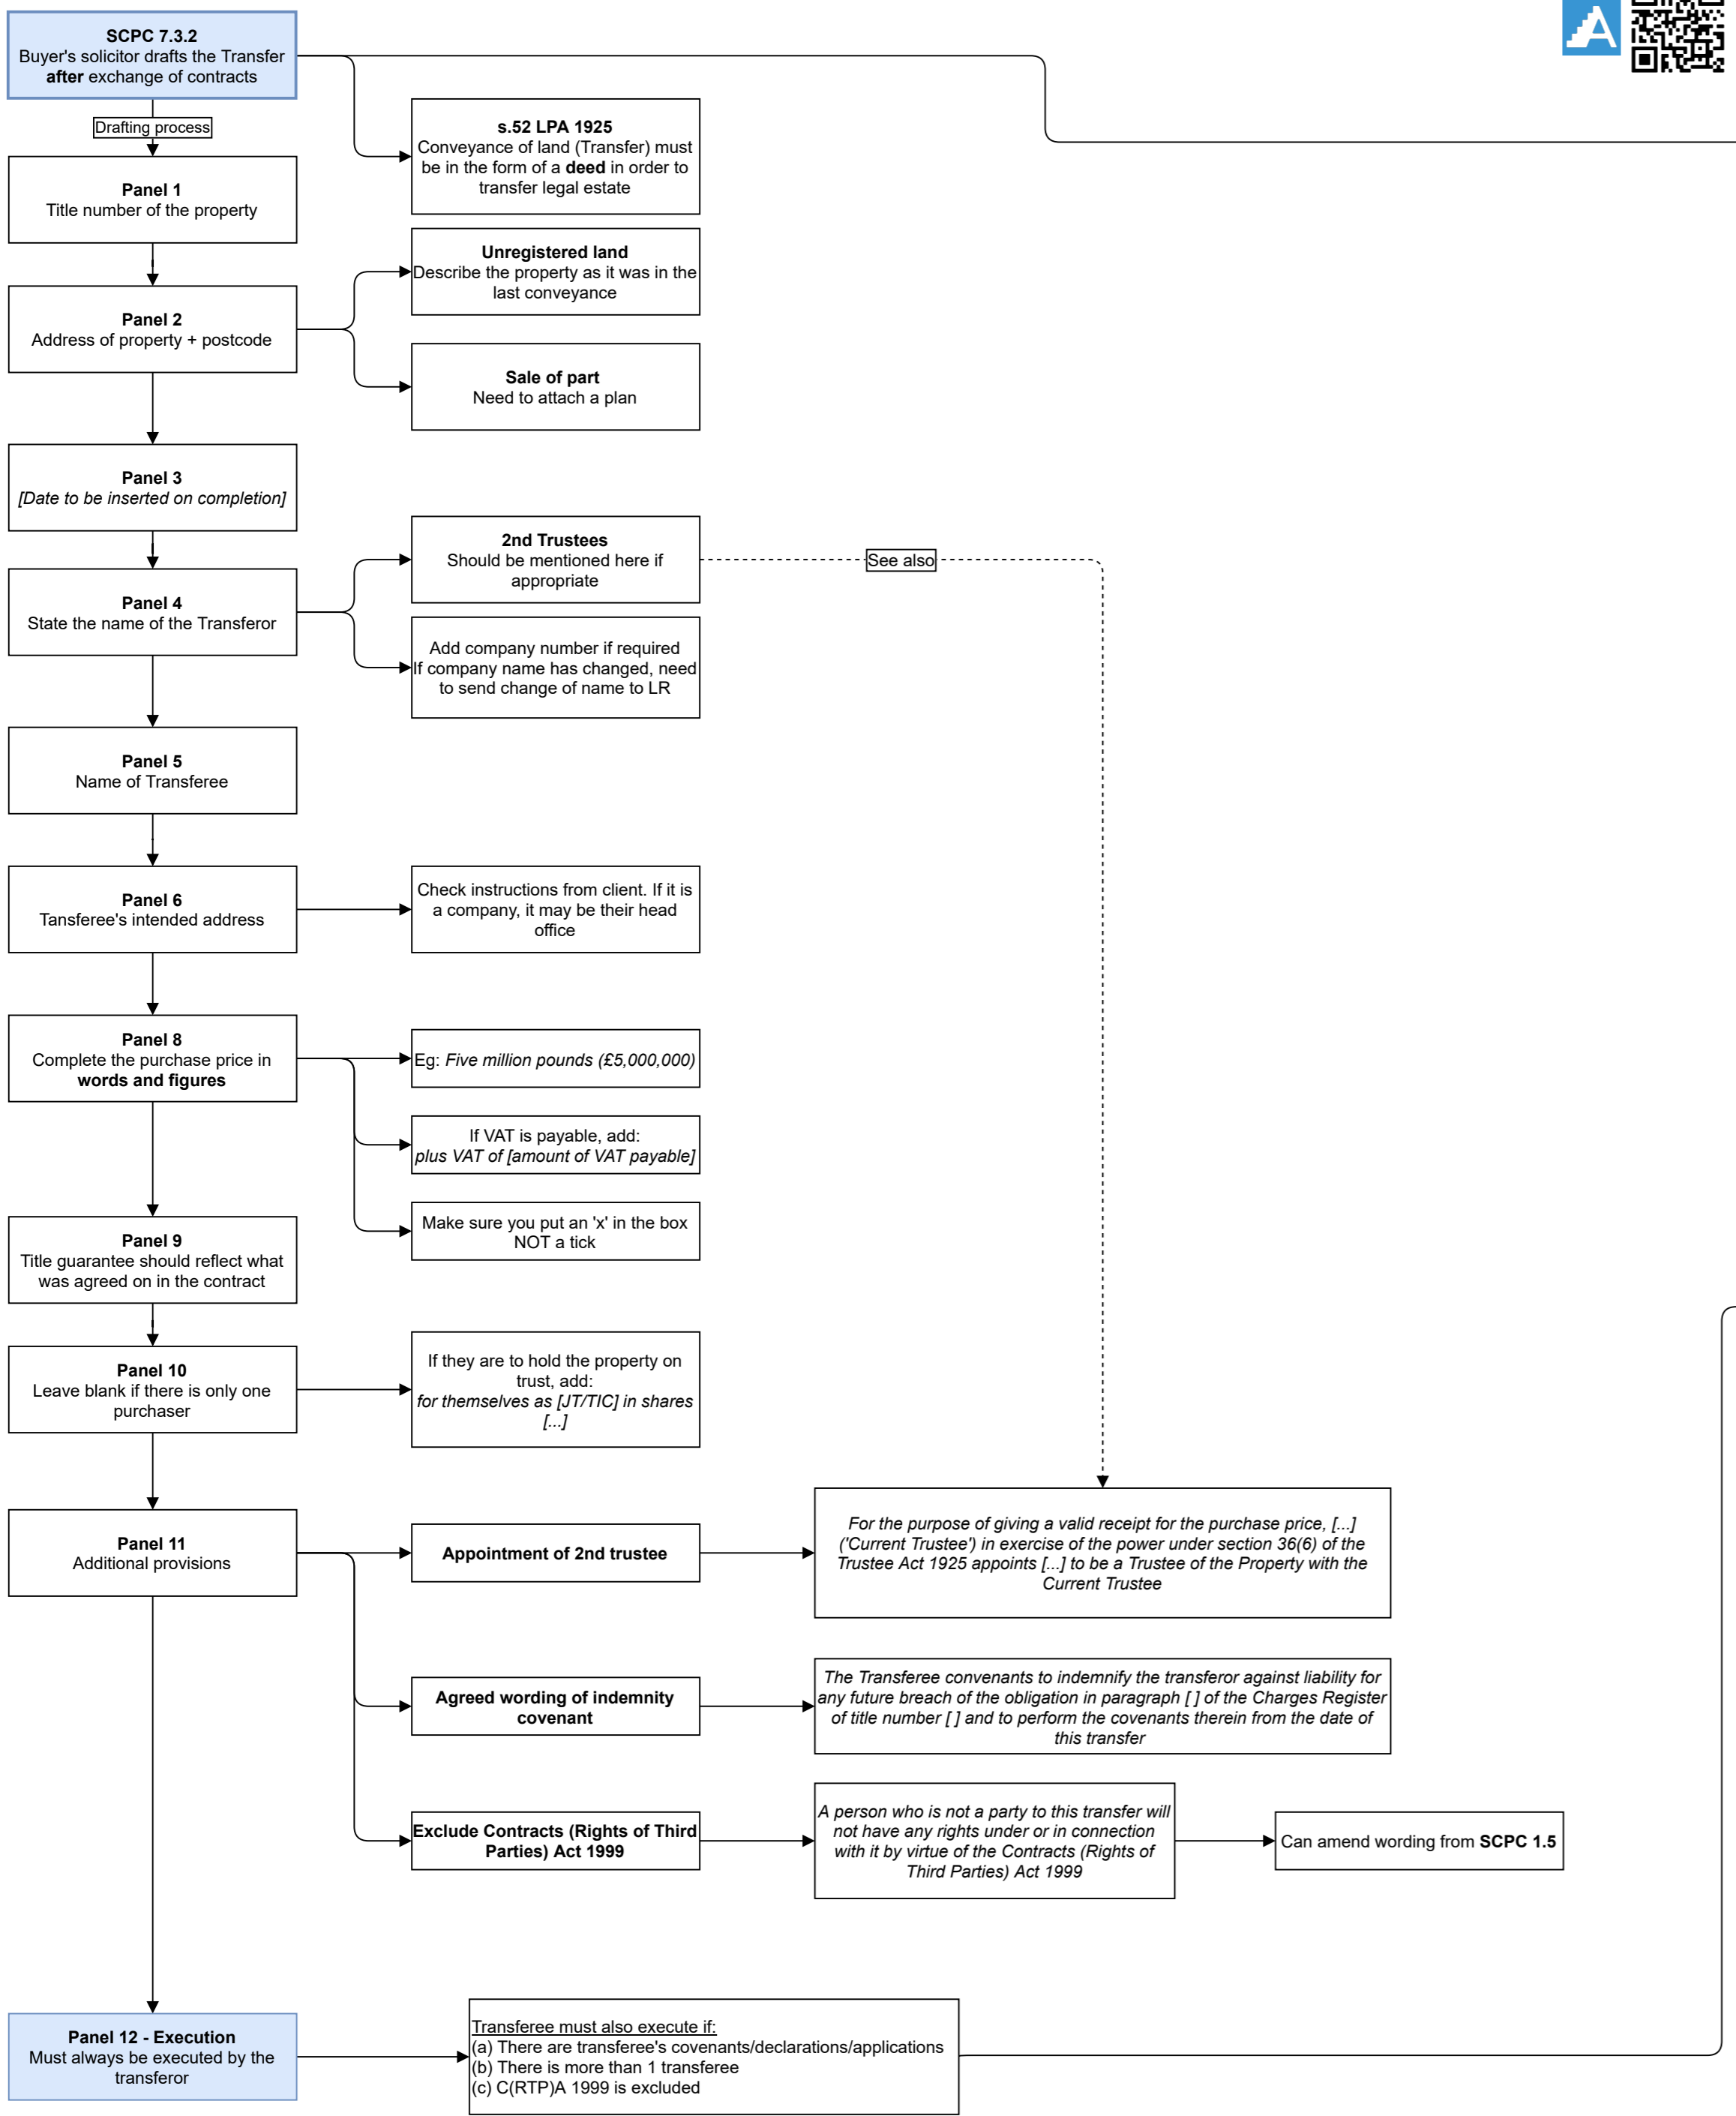 SCPC 7.3.2
Buyer's solicitor drafts the Transfer
after exchange of contracts
Drafting process
s.52 LPA 1925
Conveyance of land (Transfer) must
be in the form of a deed in order to
transfer legal estate
Panel 1
Title number of the property
Unregistered land
Describe the property as it was in the
last conveyance
Panel 2
Address of property + postcode
Sale of part
Need to attach a plan
Panel 3
[Date to be inserted on completion]
2nd Trustees
Should be mentioned here if
appropriate
See also
Panel 4
State the name of the Transferor
Add company number if required
If company name has changed, need
to send change of name to LR
Panel 5
Name of Transferee
Panel 6
Tansferee's intended address
Check instructions from client. If it is
a company, it may be their head
office
Panel 8
Complete the purchase price in
words and figures
Eg: Five million pounds (£5,000,000)
If VAT is payable, add:
plus VAT of [amount of VAT payable]
Make sure you put an 'x' in the box
NOT a tick
Panel 9
Title guarantee should reflect what
was agreed on in the contract
Panel 10
Leave blank if there is only one
purchaser
If they are to hold the property on
trust, add:
for themselves as [JT/TIC] in shares
[...]
Panel 11
Additional provisions
Appointment of 2nd trustee
For the purpose of giving a valid receipt for the purchase price, [...]
('Current Trustee') in exercise of the power under section 36(6) of the
Trustee Act 1925 appoints [...] to be a Trustee of the Property with the
Current Trustee
Agreed wording of indemnity
covenant
The Transferee convenants to indemnify the transferor against liability for
any future breach of the obligation in paragraph [ ] of the Charges Register
of title number [ ] and to perform the covenants therein from the date of
this transfer
Exclude Contracts (Rights of Third
Parties) Act 1999
A person who is not a party to this transfer will
not have any rights under or in connection
with it by virtue of the Contracts (Rights of
Third Parties) Act 1999
Can amend wording from SCPC 1.5
Panel 12 - Execution
Must always be executed by the
transferor
Transferee must also execute if:
(a) There are transferee's covenants/declarations/applications
(b) There is more than 1 transferee
(c) C(RTP)A 1999 is excluded